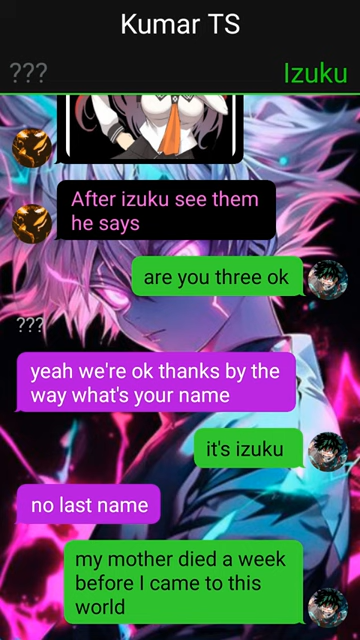 Kumar TS
??? Izuku
After izuku see them
he says
are you three ok
???
yeah we're ok thanks by the
way what's your name
it's izuku
no last name
my mother died a week
before I came to this
world